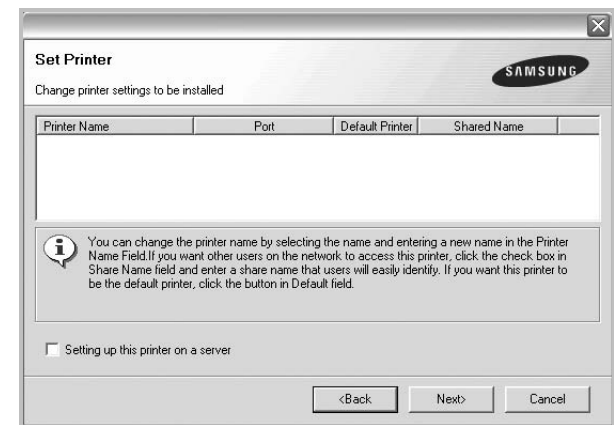 Set Printer
SAMSUNG
Change printer settings to be installed
Printer Name Port Default Printer Shared Name
You can change the printer name by selecting the name and entering a new name in the Printer
Name Field.If you want other users on the network to access this printer, click the check box in
Share Name field and enter a share name that users will easily identify. If you want this printer to
be the default printer, click the button in Default field.
Setting up this printer on a server
<Back Next> Cancel